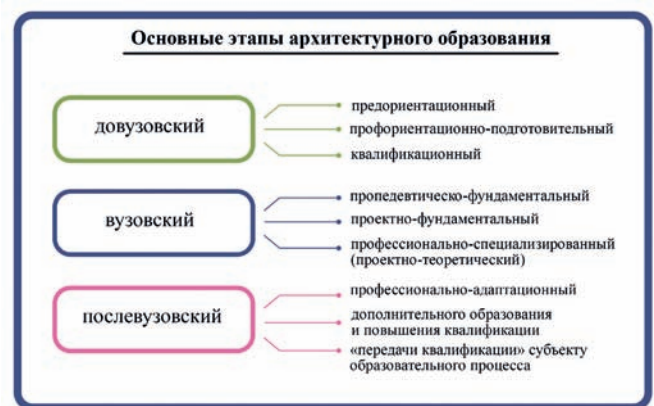 Основные этапы архитектурного образования
довузовский
предориентационный
профориентационно-подготовительный
квалификационный
вузовский
пропедевтическо-фундаментальный
проектно-фундаментальный
профессионально-специализированный
(проектно-теоретический)
послевузовский
профессионально-адаптационный
дополнительного образования
и повышения квалификации
«передачи квалификации» субъекту
образовательного процесса